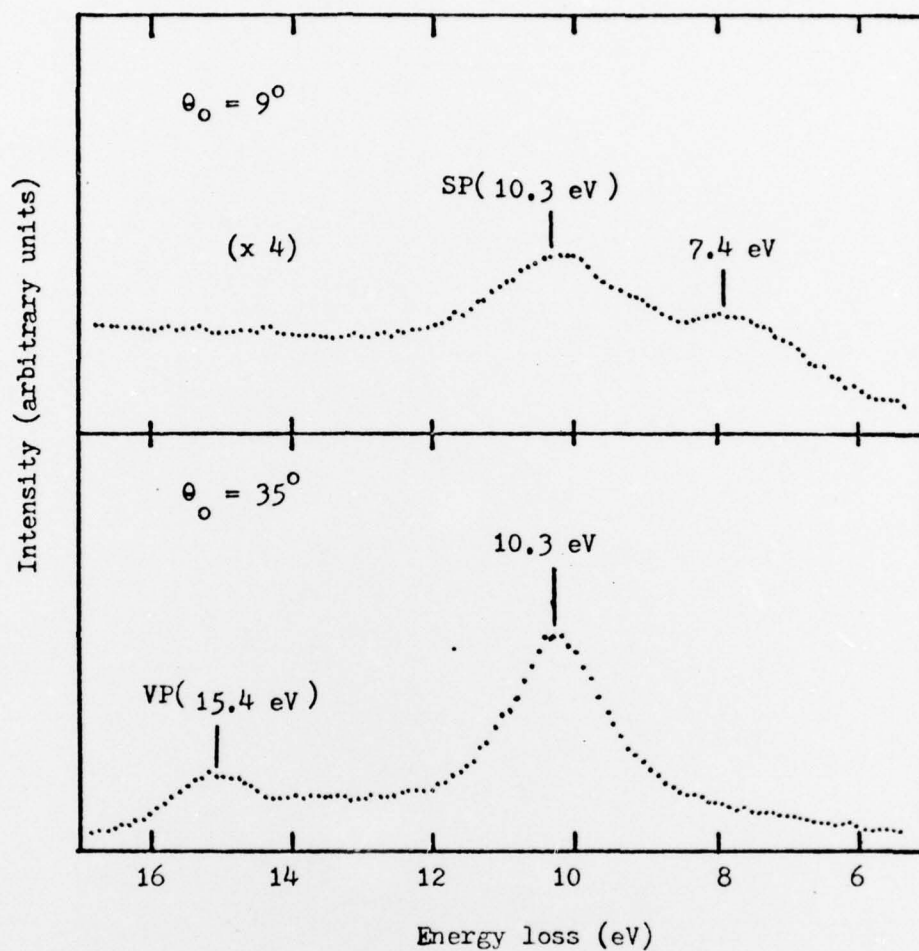 θo = 9°
SP( 10.3 eV)
(x 4)
7.4 eV
Intensity (arbitrary units)
θo = 35°
10.3 eV
VP( 15.4 eV)
16 14 12 10 8 6
Energy loss (eV)